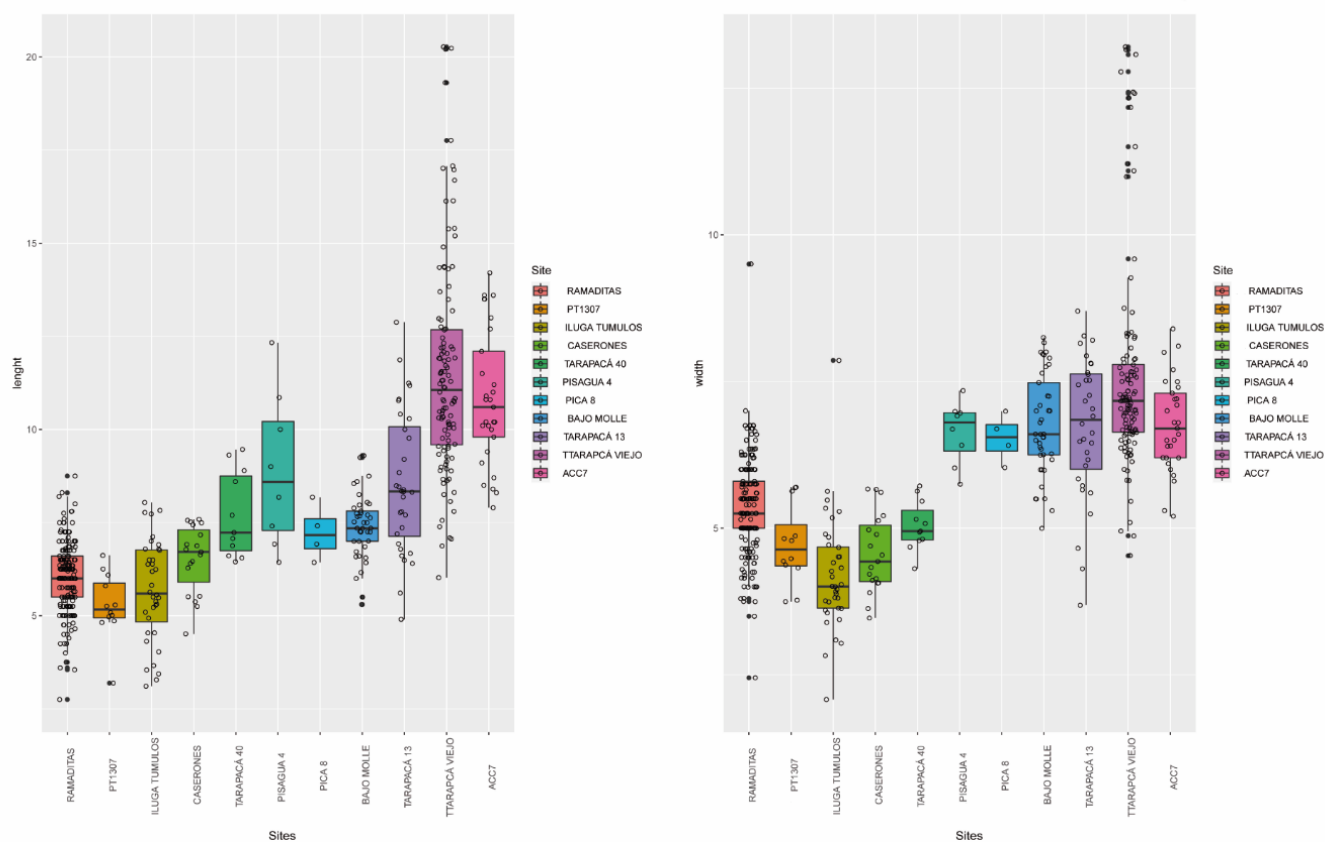 20
15
10
5
lenght
RAMADITAS
PT1307
ILUGA TUMULOS
CASERONES
TARAPACÁ 40
PISAGUA 4
PICA 8
BAJO MOLLE
TARAPACÁ 13
TTARAPCÁ VIEJO
ACC7
Sites
Site
RAMADITAS
PT1307
ILUGA TUMULOS
CASERONES
TARAPACÁ 40
PISAGUA 4
PICA 8
BAJO MOLLE
TARAPACÁ 13
TTARAPCÁ VIEJO
ACC7
10
5
width
RAMADITAS
PT1307
ILUGA TUMULOS
CASERONES
TARAPACÁ 40
PISAGUA 4
PICA 8
BAJO MOLLE
TARAPACÁ 13
TTARAPCÁ VIEJO
ACC7
Sites
Site
RAMADITAS
PT1307
ILUGA TUMULOS
CASERONES
TARAPACÁ 40
PISAGUA 4
PICA 8
BAJO MOLLE
TARAPACÁ 13
TTARAPCÁ VIEJO
ACC7